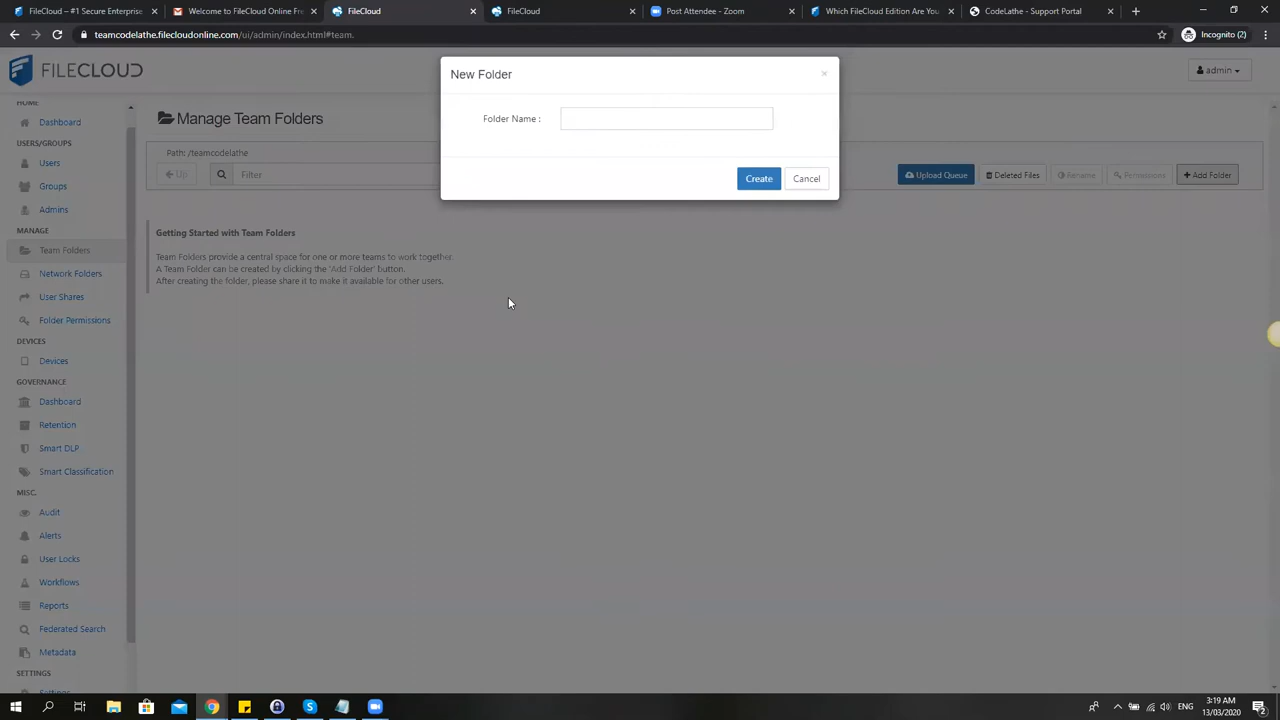 FileCloud – #1 Secure Enterprise
Welcome to FileCloud Online Fre
FileCloud
FileCloud
Post Attendee - Zoom
Which FileCloud Edition Are You
CodeLathe - Support Portal
teamcodelathe.filecloudonline.com/ui/admin/index.html#team.
Incognito (2)
FILECLOUD
admin
New Folder
Folder Name :
Create
Cancel
HOME
Dashboard
USERS/GROUPS
Users
Groups
Admins
MANAGE
Team Folders
Network Folders
User Shares
Folder Permissions
DEVICES
Devices
GOVERNANCE
Dashboard
Retention
Smart DLP
Smart Classification
MISC.
Audit
Alerts
User Locks
Workflows
Reports
Federated Search
Metadata
SETTINGS
Settings
Manage Team Folders
Path: /teamcodelathe
Up
Filter
Upload Queue
Deleted Files
Rename
Permissions
Add Folder
Getting Started with Team Folders
Team Folders provide a central space for one or more teams to work together.
A Team Folder can be created by clicking the 'Add Folder' button.
After creating the folder, please share it to make it available for other users.
ENG
3:19 AM
13/03/2020
2